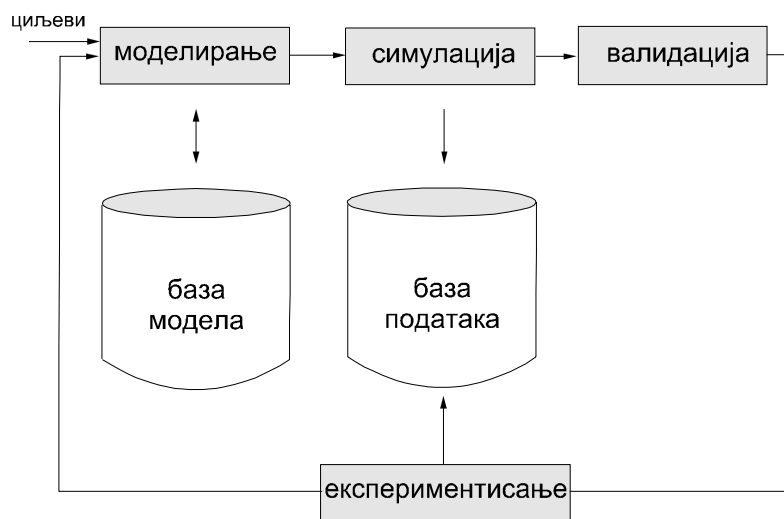 циљеви
моделирање
симулација
валидација
база
модела
база
података
експериментисање